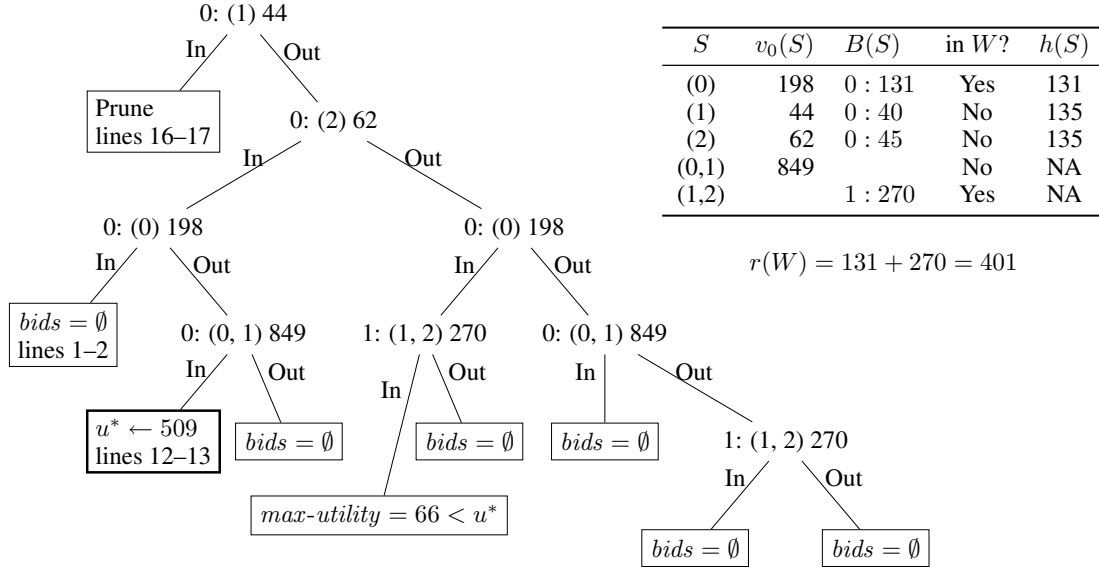 0: (1) 44
In
Out
Prune
lines 16–17
0: (2) 62
In
Out
0: (0) 198
0: (0) 198
In
Out
In
Out
bids = ∅
lines 1–2
0: (0, 1) 849
1: (1, 2) 270
0: (0, 1) 849
In
Out
In
Out
In
Out
u* ← 509
lines 12–13
bids = ∅
bids = ∅
bids = ∅
1: (1, 2) 270
In
Out
max-utility = 66 < u*
bids = ∅
bids = ∅
S v₀(S) B(S) in W? h(S)
(0) 198 0 : 131 Yes 131
(1) 44 0 : 40 No 135
(2) 62 0 : 45 No 135
(0,1) 849 No NA
(1,2) 1 : 270 Yes NA
r(W) = 131 + 270 = 401